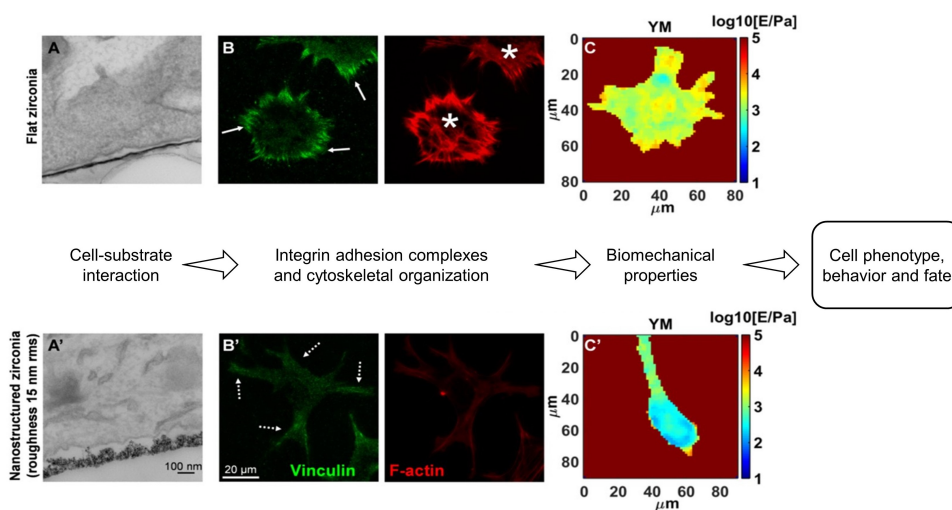 Flat zirconia
A
B
*
*
YM
log10[E/Pa]
C
0
20
40
60
80
μm
0 20 40 60 80
μm
5
4
3
2
1
Cell-substrate
interaction
Integrin adhesion complexes
and cytoskeletal organization
Biomechanical
properties
Cell phenotype,
behavior and fate
Nanostructured zirconia
(roughness 15 nm rms)
A'
100 nm
B'
20 μm
Vinculin
F-actin
YM
log10[E/Pa]
C'
0
20
40
60
80
μm
0 20 40 60 80
μm
5
4
3
2
1